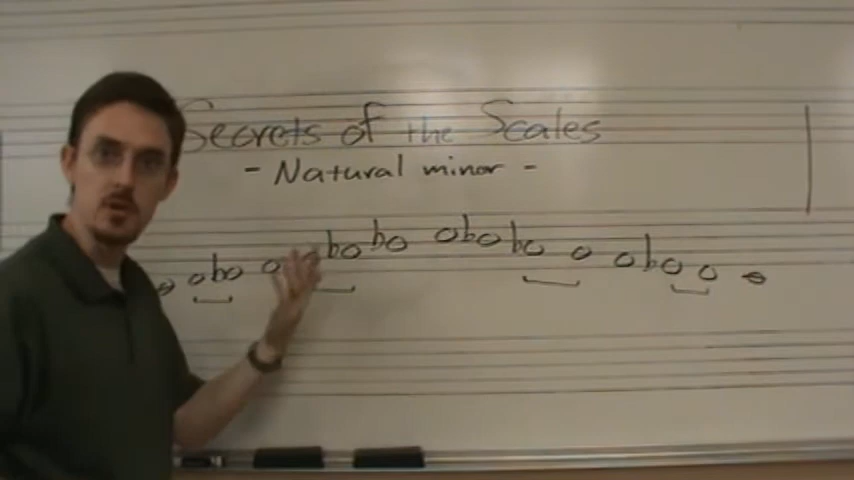 Secrets of the Scales
- Natural minor -